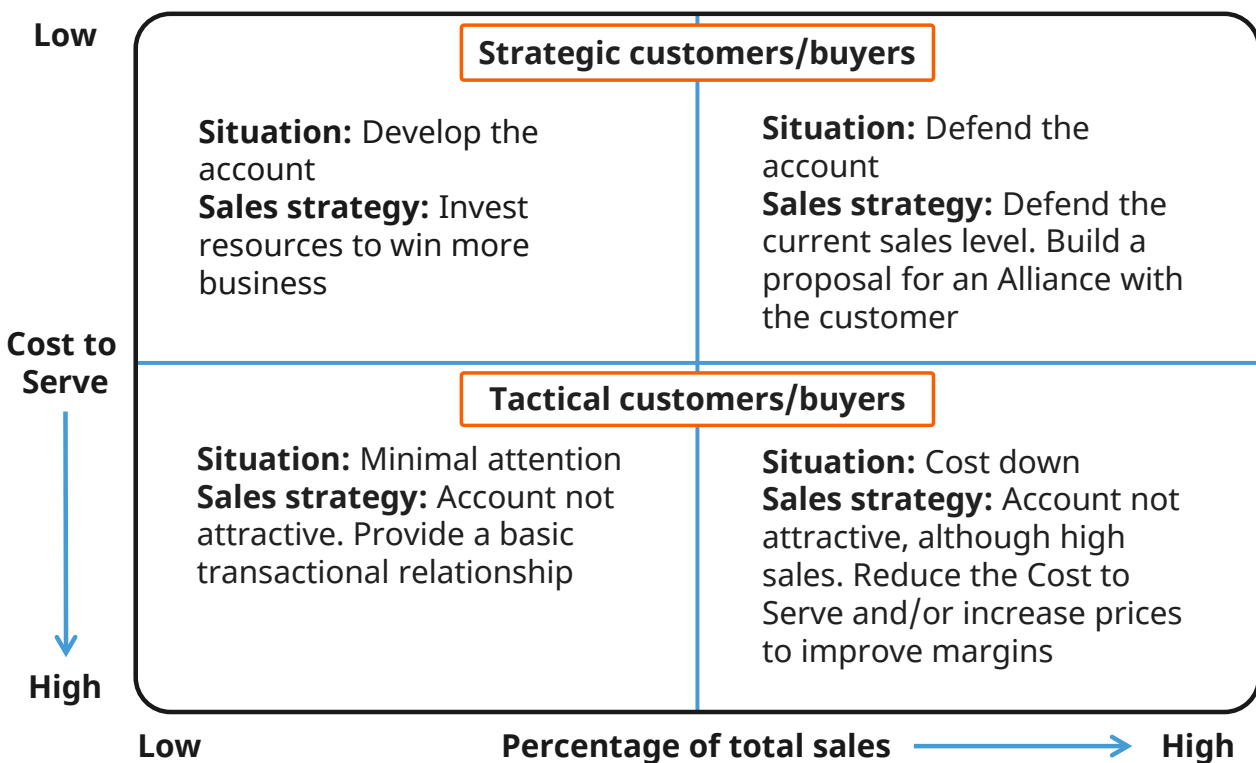 Low
Strategic customers/buyers
Situation: Develop the
account
Sales strategy: Invest
resources to win more
business
Situation: Defend the
account
Sales strategy: Defend the
current sales level. Build a
proposal for an Alliance with
the customer
Cost to
Serve
Tactical customers/buyers
Situation: Minimal attention
Sales strategy: Account not
attractive. Provide a basic
transactional relationship
Situation: Cost down
Sales strategy: Account not
attractive, although high
sales. Reduce the Cost to
Serve and/or increase prices
to improve margins
High
Low
Percentage of total sales
High